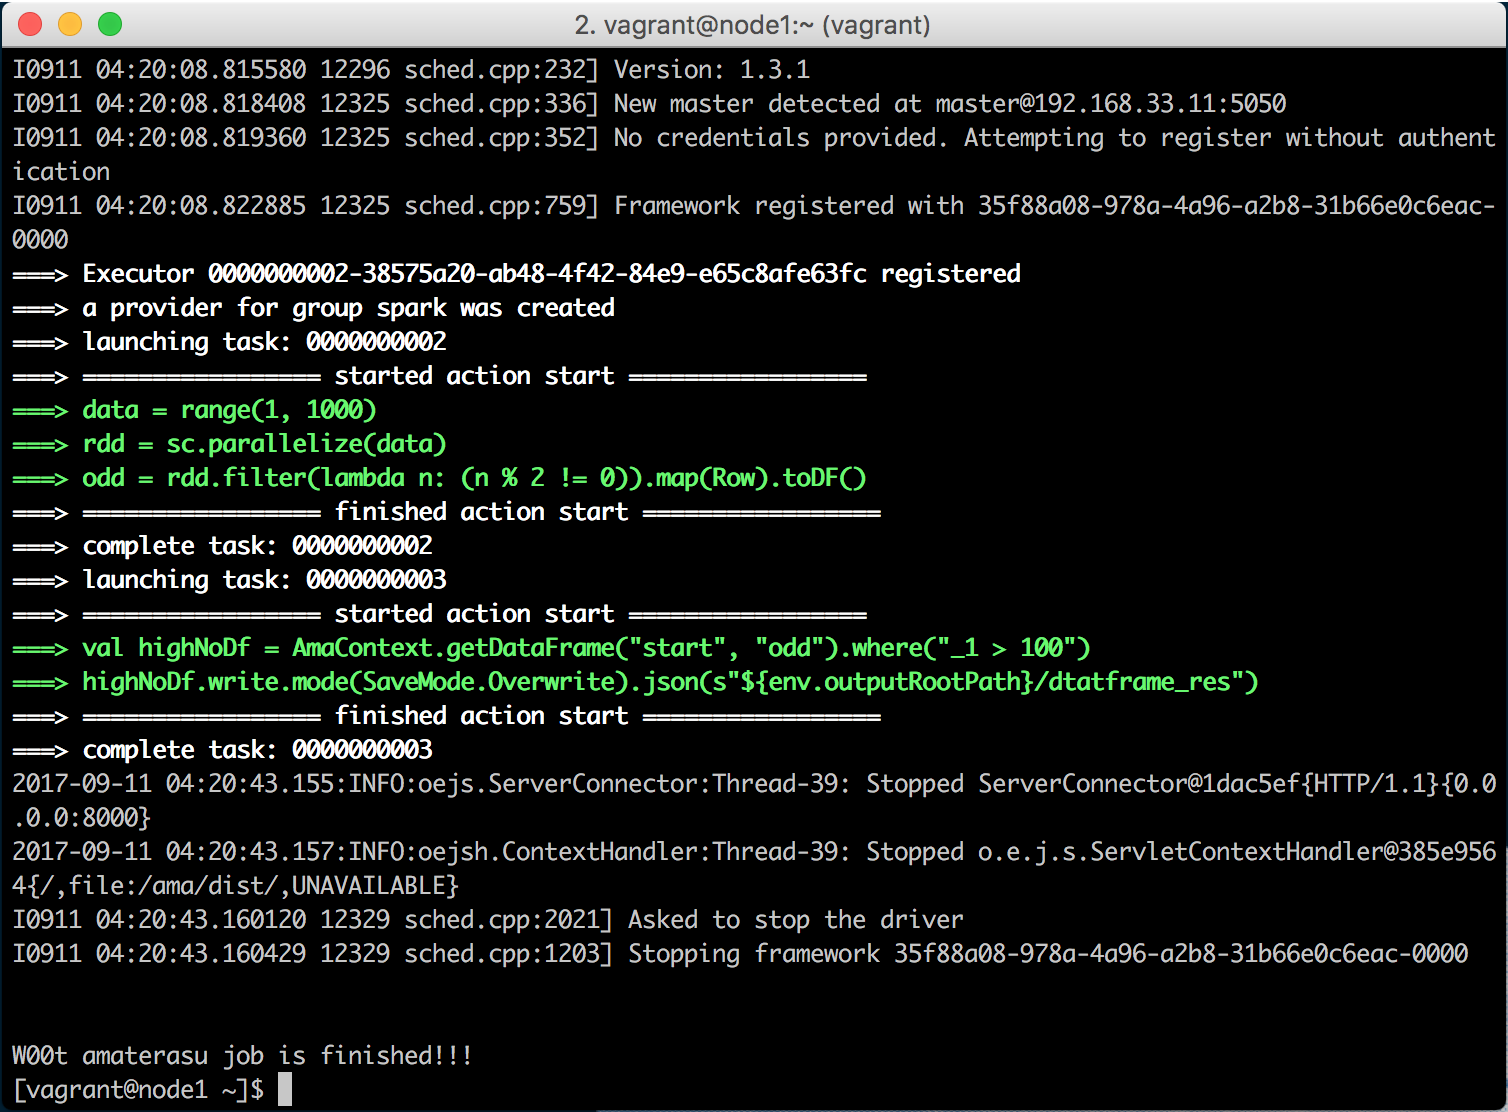 2. vagrant@node1:~ (vagrant)
I0911 04:20:08.815580 12296 sched.cpp:232] Version: 1.3.1
I0911 04:20:08.818408 12325 sched.cpp:336] New master detected at master@192.168.33.11:5050
I0911 04:20:08.819360 12325 sched.cpp:352] No credentials provided. Attempting to register without authent
ication
I0911 04:20:08.822885 12325 sched.cpp:759] Framework registered with 35f88a08-978a-4a96-a2b8-31b66e0c6eac-
0000
===> Executor 0000000002-38575a20-ab48-4f42-84e9-e65c8afe63fc registered
===> a provider for group spark was created
===> launching task: 0000000002
===> ================= started action start =================
===> data = range(1, 1000)
===> rdd = sc.parallelize(data)
===> odd = rdd.filter(lambda n: (n % 2 != 0)).map(Row).toDF()
===> ================= finished action start =================
===> complete task: 0000000002
===> launching task: 0000000003
===> ================= started action start =================
===> val highNoDf = AmaContext.getDataFrame("start", "odd").where("_1 > 100")
===> highNoDf.write.mode(SaveMode.Overwrite).json(s"${env.outputRootPath}/dtatframe_res")
===> ================= finished action start =================
===> complete task: 0000000003
2017-09-11 04:20:43.155:INFO:oejs.ServerConnector:Thread-39: Stopped ServerConnector@1dac5ef{HTTP/1.1}{0.0
.0.0:8000}
2017-09-11 04:20:43.157:INFO:oejsh.ContextHandler:Thread-39: Stopped o.e.j.s.ServletContextHandler@385e956
4{/,file:/ama/dist/,UNAVAILABLE}
I0911 04:20:43.160120 12329 sched.cpp:2021] Asked to stop the driver
I0911 04:20:43.160429 12329 sched.cpp:1203] Stopping framework 35f88a08-978a-4a96-a2b8-31b66e0c6eac-0000
W00t amaterasu job is finished!!!
[vagrant@node1 ~]$